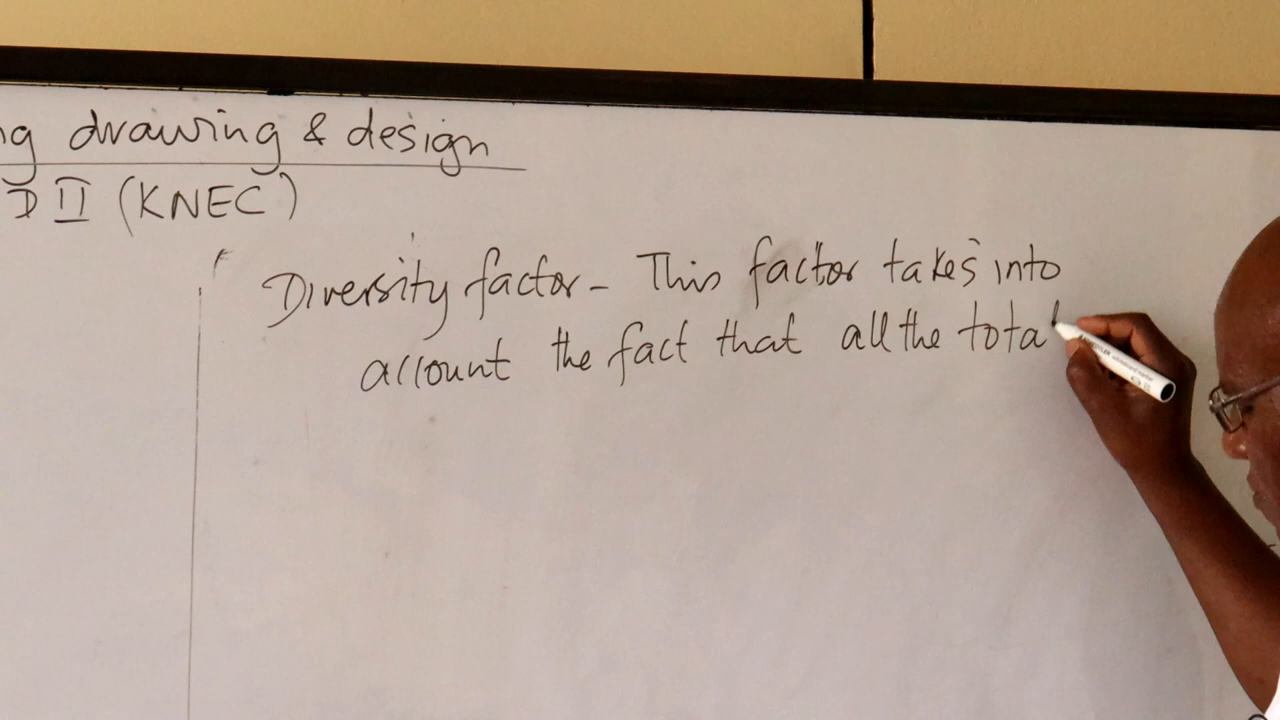 drawing & design
II (KNEC)
Diversity factor - This factor takes into
account the fact that all the total